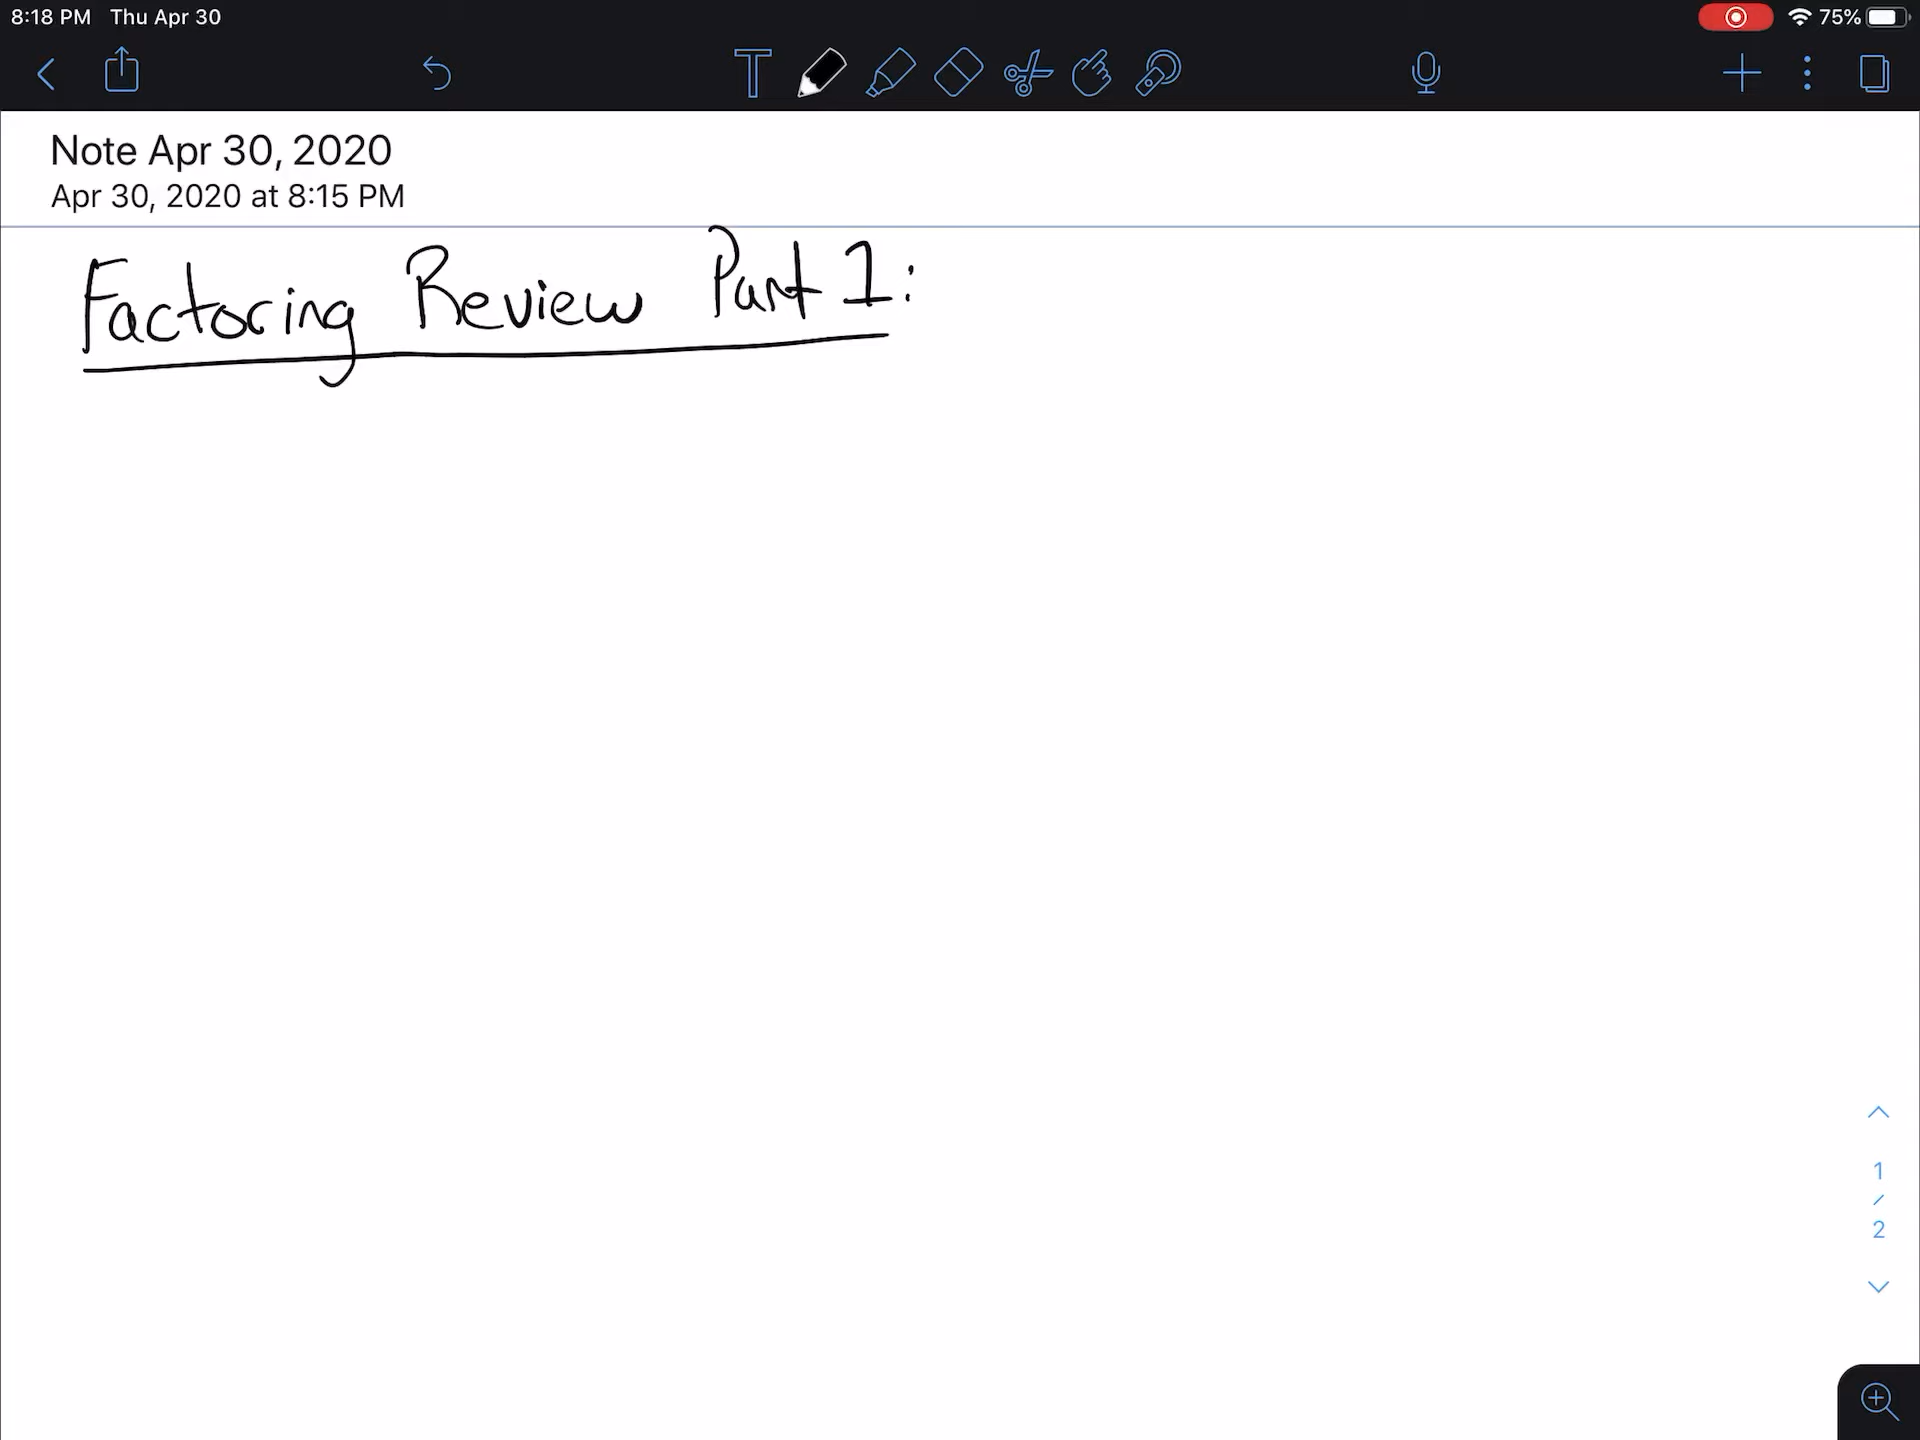 8:18 PM Thu Apr 30
75%
T
Note Apr 30, 2020
Apr 30, 2020 at 8:15 PM
Factoring Review Part 1:
1
/
2